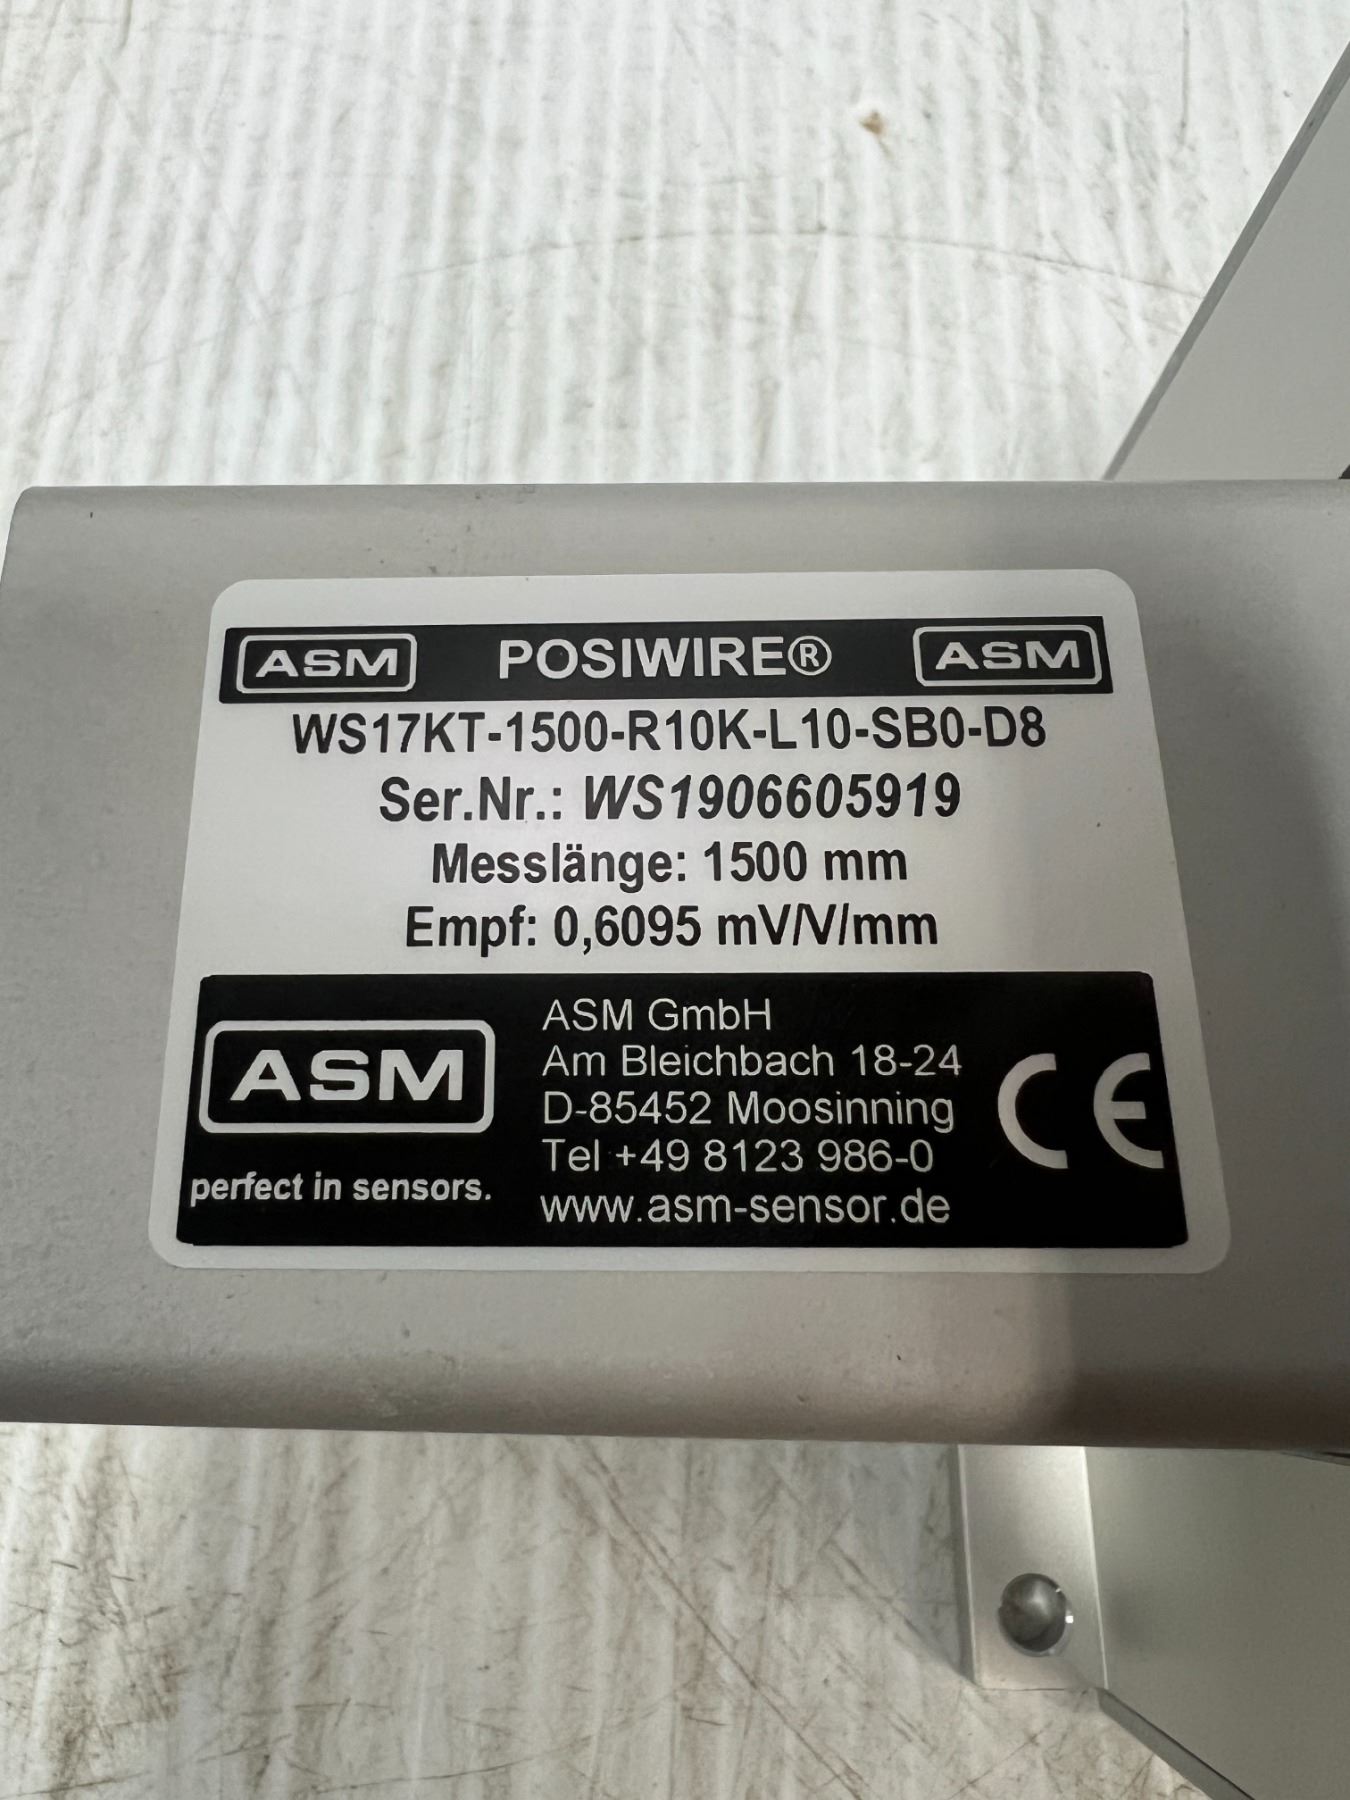 ASM POSIWIRE® ASM
WS17KT-1500-R10K-L10-SB0-D8
Ser.Nr.: WS1906605919
Messlänge: 1500 mm
Empf: 0,6095 mV/V/mm
ASM
perfect in sensors.
ASM GmbH
Am Bleichbach 18-24
D-85452 Moosinning
Tel +49 8123 986-0
www.asm-sensor.de
CE